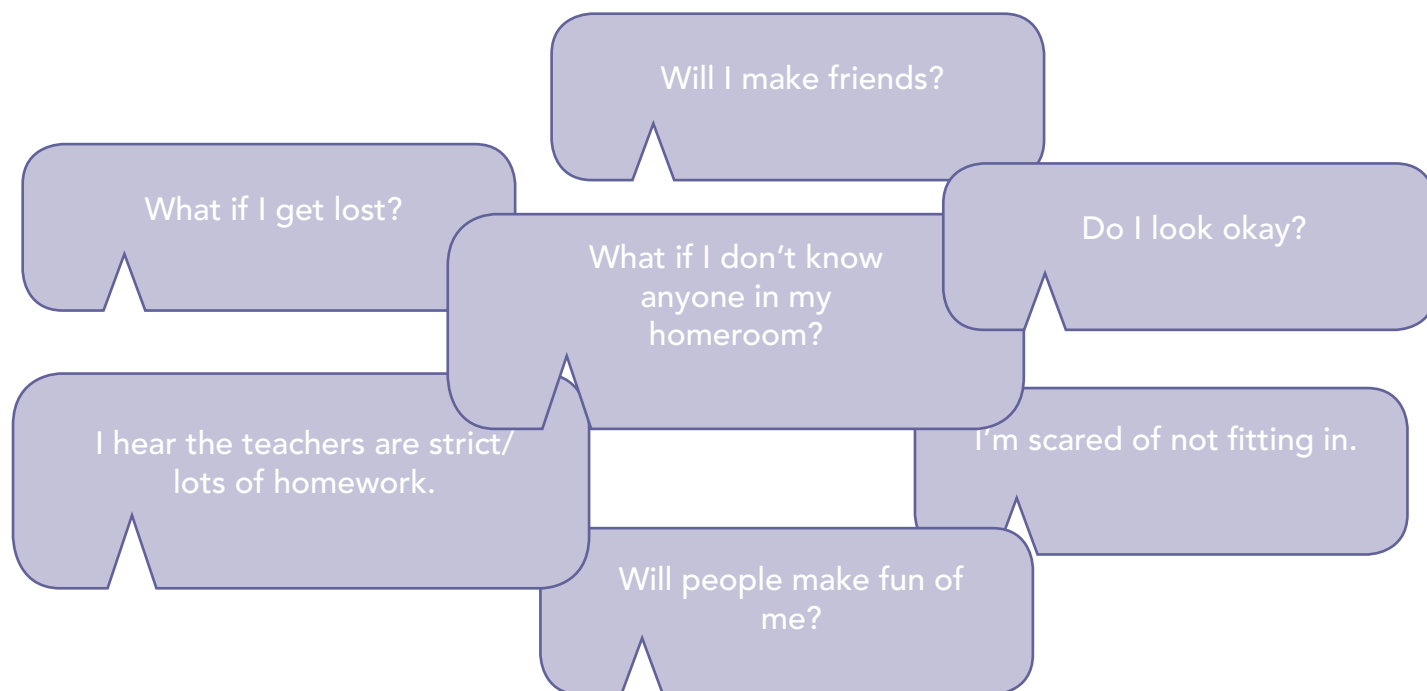 Will I make friends?
What if I get lost?
Do I look okay?
What if I don't know
anyone in my
homeroom?
I hear the teachers are strict/
lots of homework.
I'm scared of not fitting in.
Will people make fun of
me?